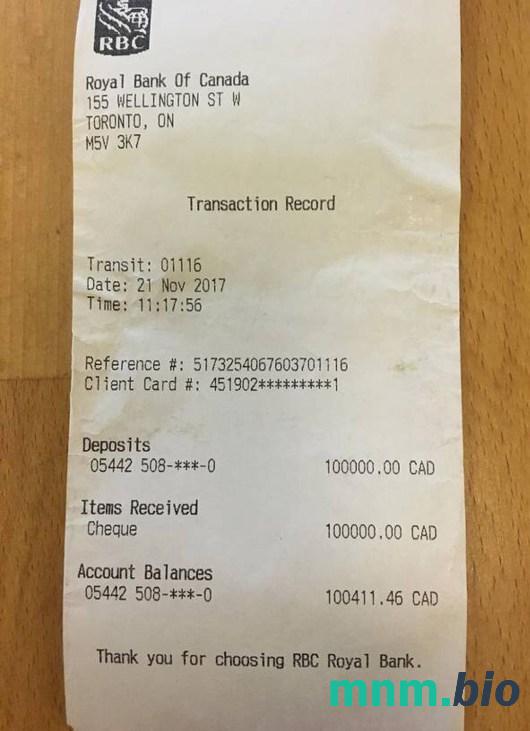 RBC
Royal Bank Of Canada
155 WELLINGTON ST W
TORONTO, ON
M5V 3K7
Transaction Record
Transit: 01116
Date: 21 Nov 2017
Time: 11:17:56
Reference #: 5173254067603701116
Client Card #: 451902*********1
Deposits
05442 508-***-0 100000.00 CAD
Items Received
Cheque 100000.00 CAD
Account Balances
05442 508-***-0 100411.46 CAD
Thank you for choosing RBC Royal Bank.
mnm.bio